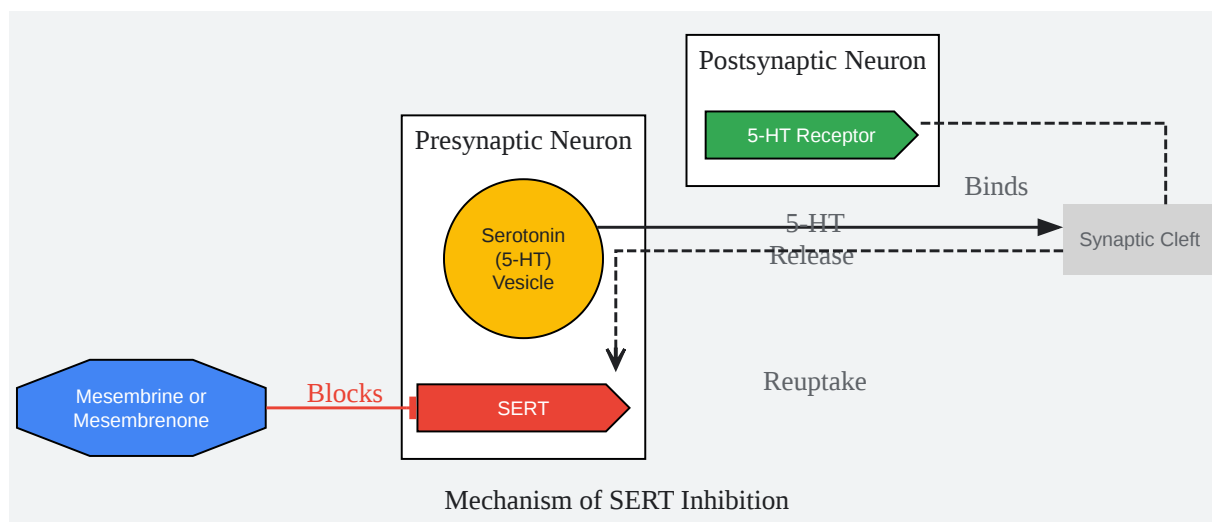 Postsynaptic Neuron
5-HT Receptor
Presynaptic Neuron
Binds
Serotonin
(5-HT)
Vesicle
5-HT
Release
Synaptic Cleft
Mesembrine or
Mesembrenone
Blocks
SERT
Reuptake
Mechanism of SERT Inhibition